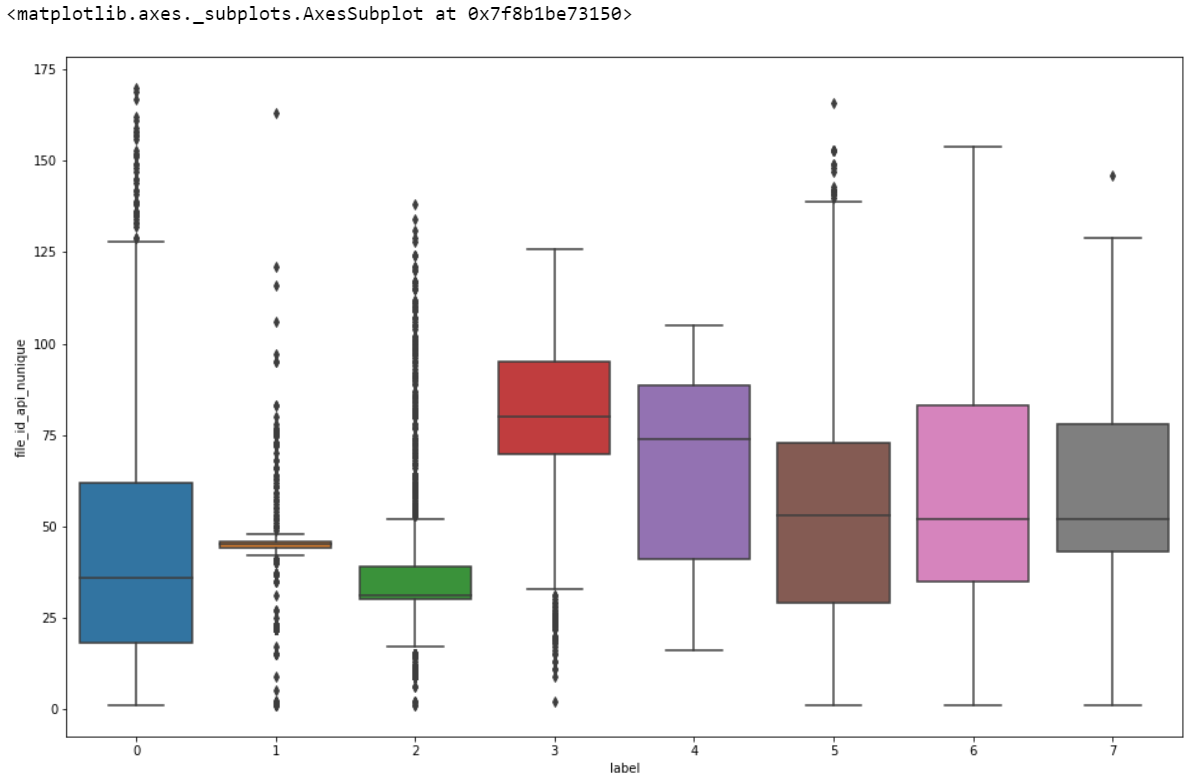 <matplotlib.axes._subplots.AxesSubplot at 0x7f8b1be73150>
175
150
125
100
75
50
25
0
file_id_api_nunique
0 1 2 3 4 5 6 7
label